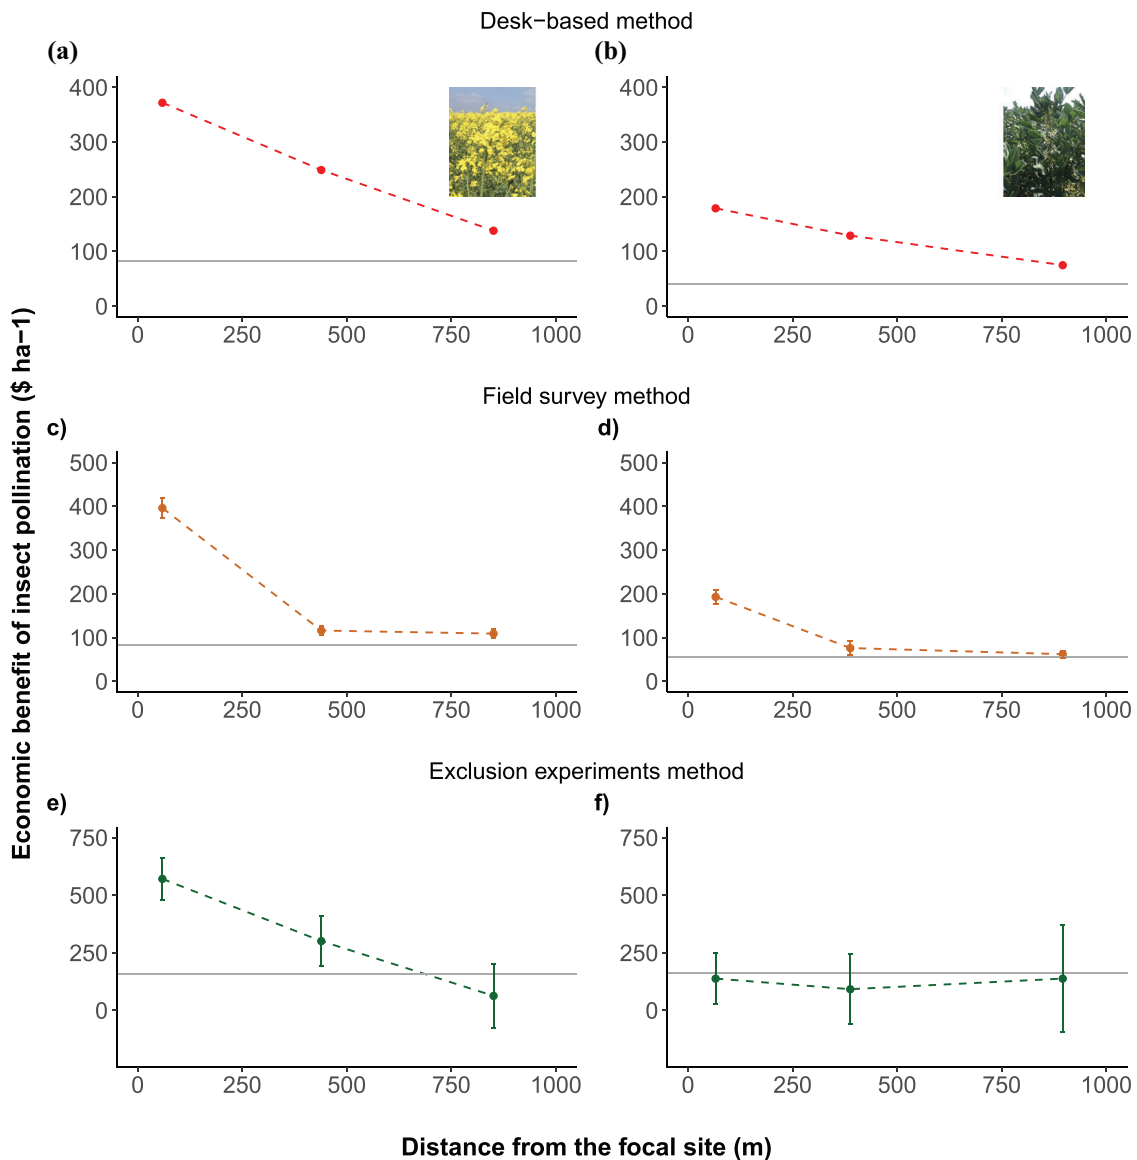 Desk−based method
(a)
(b)
400
300
200
100
0
0 250 500 750 1000
400
300
200
100
0
0 250 500 750 1000
Field survey method
c)
d)
500
400
300
200
100
0
0 250 500 750 1000
500
400
300
200
100
0
0 250 500 750 1000
Exclusion experiments method
e)
f)
750
500
250
0
0 250 500 750 1000
750
500
250
0
0 250 500 750 1000
Economic benefit of insect pollination ($ ha−1)
Distance from the focal site (m)